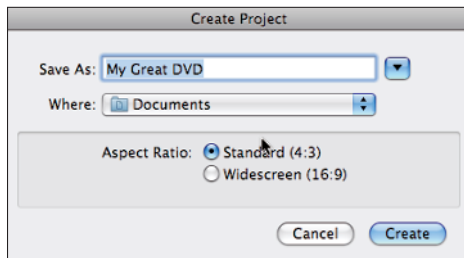 Create Project
Save As: My Great DVD
Where: Documents
Aspect Ratio: Standard (4:3)
Widescreen (16:9)
Cancel Create